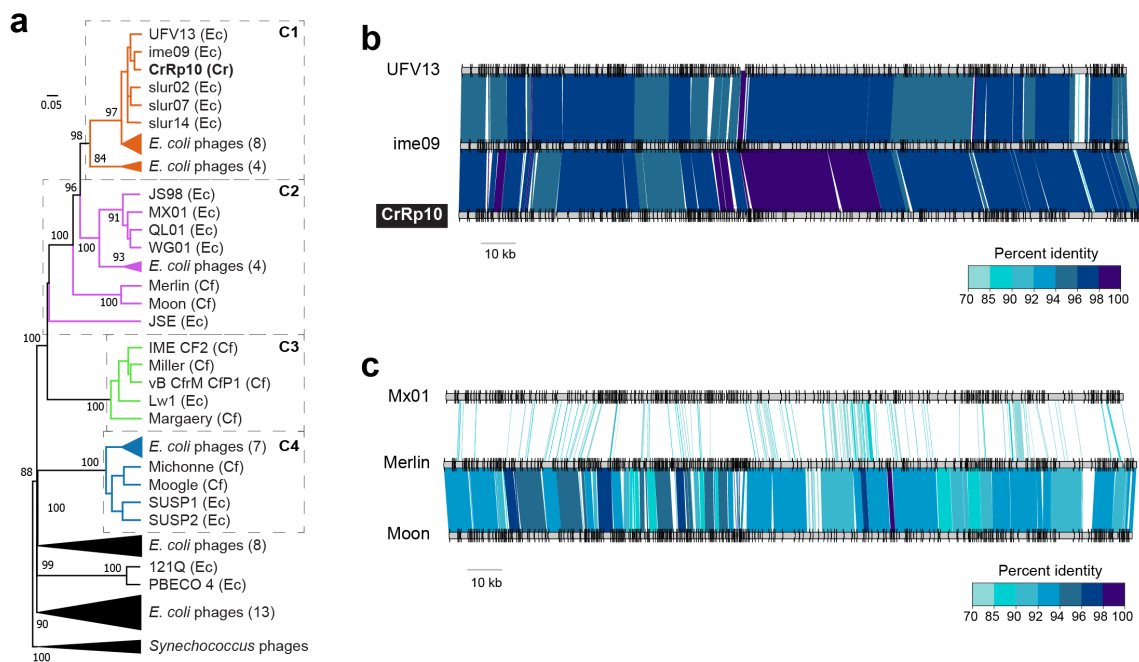 a
UFV13 (Ec)
C1
ime09 (Ec)
CrRp10 (Cr)
slur02 (Ec)
0.05
slur07 (Ec)
97
slur14 (Ec)
98
E. coli phages (8)
84
E. coli phages (4)
96
C2
JS98 (Ec)
91
MX01 (Ec)
QL01 (Ec)
100
100
WG01 (Ec)
93
E. coli phages (4)
Merlin (Cf)
100
Moon (Cf)
JSE (Ec)
100
IME CF2 (Cf)
C3
Miller (Cf)
vB CfrM CfP1 (Cf)
Lw1 (Ec)
100
Margaery (Cf)
E. coli phages (7)
C4
100
Michonne (Cf)
88
Moogle (Cf)
SUSP1 (Ec)
100
SUSP2 (Ec)
E. coli phages (8)
99
100
121Q (Ec)
PBECO 4 (Ec)
E. coli phages (13)
90
Synechococcus phages
100
b
UFV13
ime09
CrRp10
10 kb
Percent identity
70 85 90 92 94 96 98 100
c
Mx01
Merlin
Moon
10 kb
Percent identity
70 85 90 92 94 96 98 100